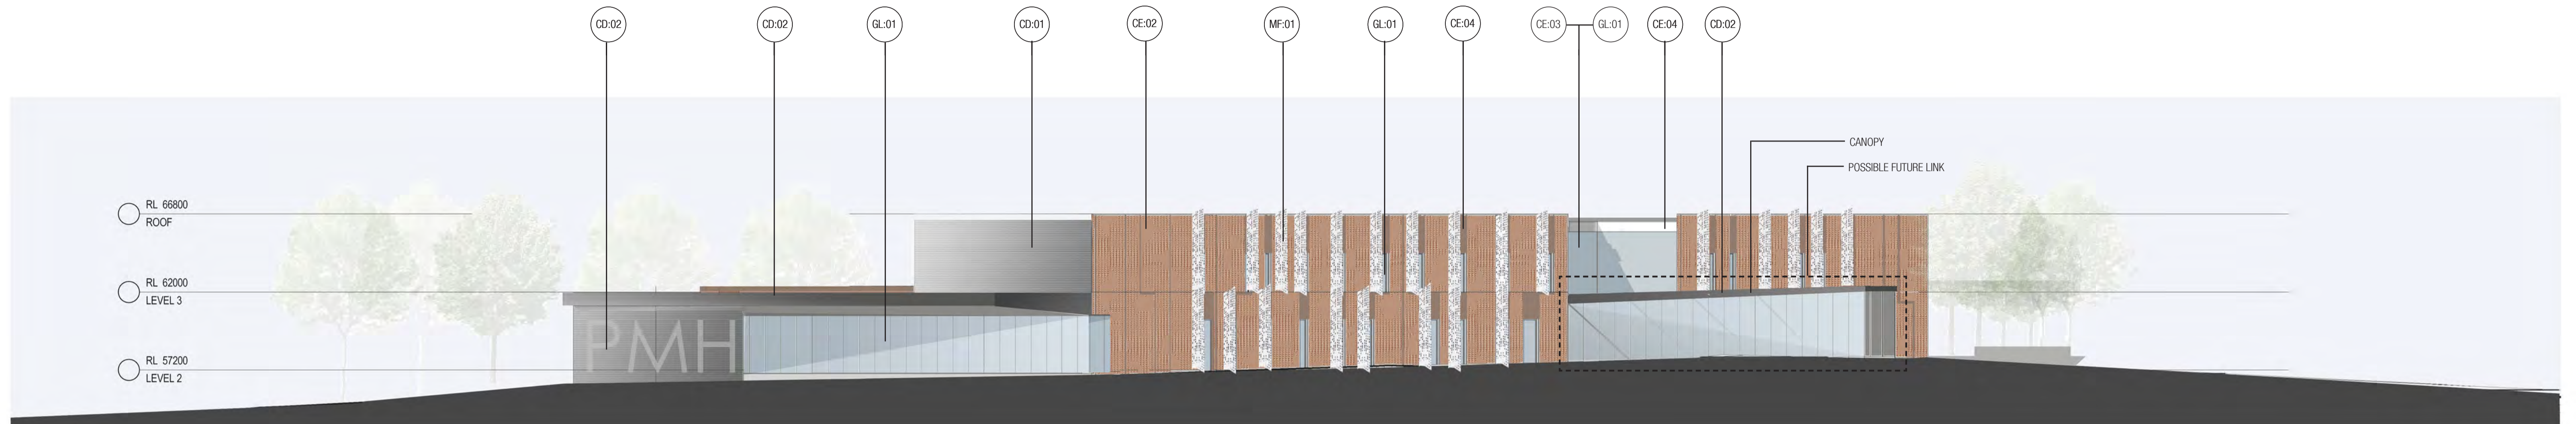 CD:02
CD:02
GL:01
CD:01
CE:02
MF:01
GL:01
CE:04
CE:03
GL:01
CE:04
CD:02
CANOPY
POSSIBLE FUTURE LINK
RL 66800
ROOF
RL 62000
LEVEL 3
PMH
RL 57200
LEVEL 2